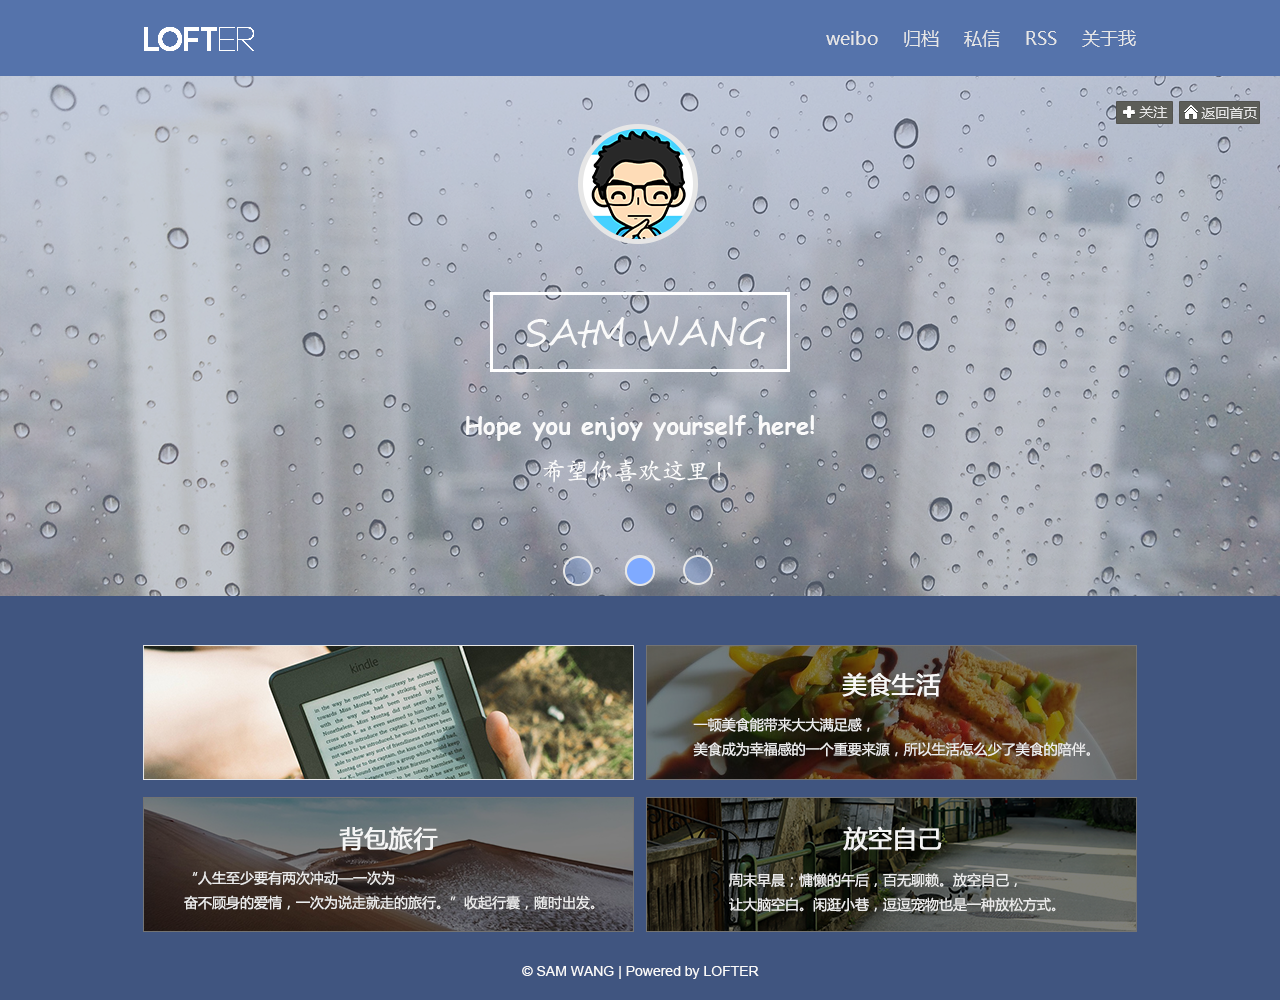 LOFTER
weibo 归档 私信 RSS 关于我
关注 返回首页
SAM WANG
Hope you enjoy yourself here!
希望你喜欢这里！
kindle
美食生活
一顿美食能带来大大满足感，
美食成为幸福感的一个重要来源，所以生活怎么少了美食的陪伴。
背包旅行
“人生至少要有两次冲动—一次为
奋不顾身的爱情，一次为说走就走的旅行。”收起行囊，随时出发。
放空自己
周末早晨；慵懒的午后，百无聊赖。放空自己，
让大脑空白。闲逛小巷，逗逗宠物也是一种放松方式。
© SAM WANG | Powered by LOFTER